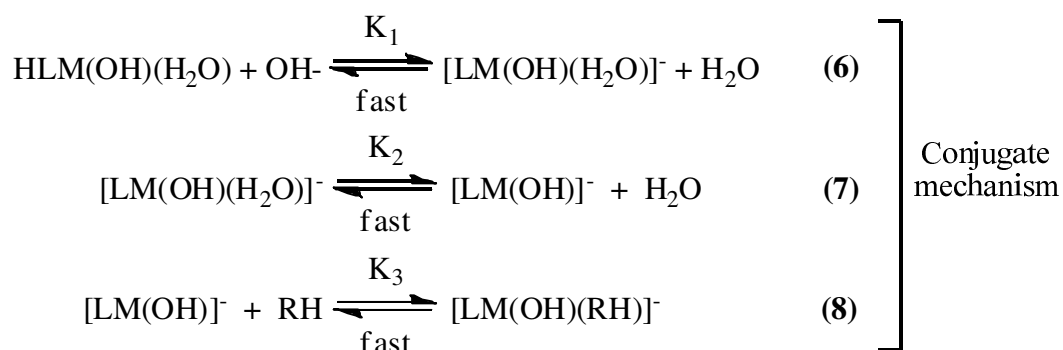 K₁
HLM(OH)(H₂O) + OH- [LM(OH)(H₂O)]⁻ + H₂O (6)
fast
K₂
[LM(OH)(H₂O)]⁻ [LM(OH)]⁻ + H₂O (7)
fast
K₃
[LM(OH)]⁻ + RH [LM(OH)(RH)]⁻ (8)
fast
Conjugate
mechanism